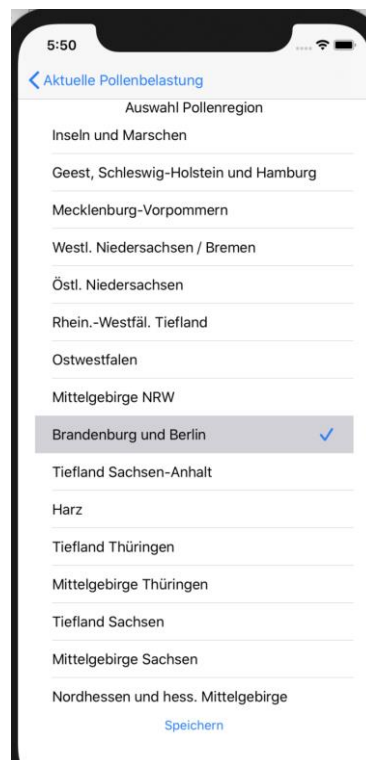 5:50
Aktuelle Pollenbelastung
Auswahl Pollenregion
Inseln und Marschen
Geest, Schleswig-Holstein und Hamburg
Mecklenburg-Vorpommern
Westl. Niedersachsen / Bremen
Östl. Niedersachsen
Rhein.-Westfäl. Tiefland
Ostwestfalen
Mittelgebirge NRW
Brandenburg und Berlin
Tiefland Sachsen-Anhalt
Harz
Tiefland Thüringen
Mittelgebirge Thüringen
Tiefland Sachsen
Mittelgebirge Sachsen
Nordhessen und hess. Mittelgebirge
Speichern